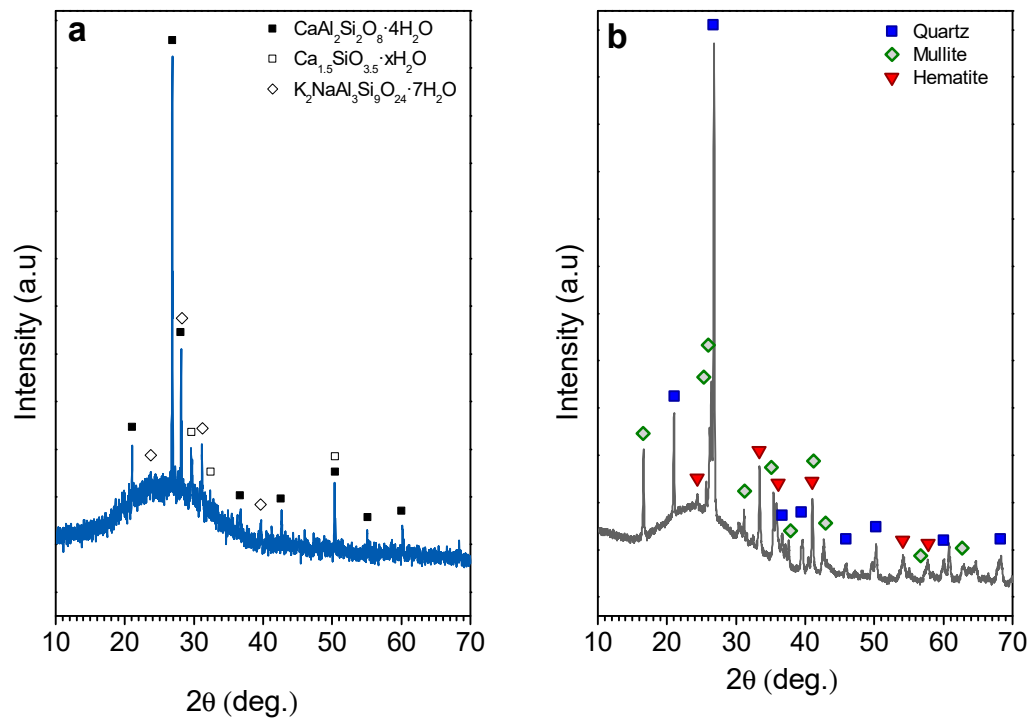 a
CaAl₂Si₂O₈·4H₂O
Ca₁.₅SiO₃.₅·xH₂O
K₂NaAl₃Si₉O₂₄·7H₂O
Intensity (a.u)
10 20 30 40 50 60 70
2θ (deg.)
b
Quartz
Mullite
Hematite
Intensity (a.u)
10 20 30 40 50 60 70
2θ (deg.)